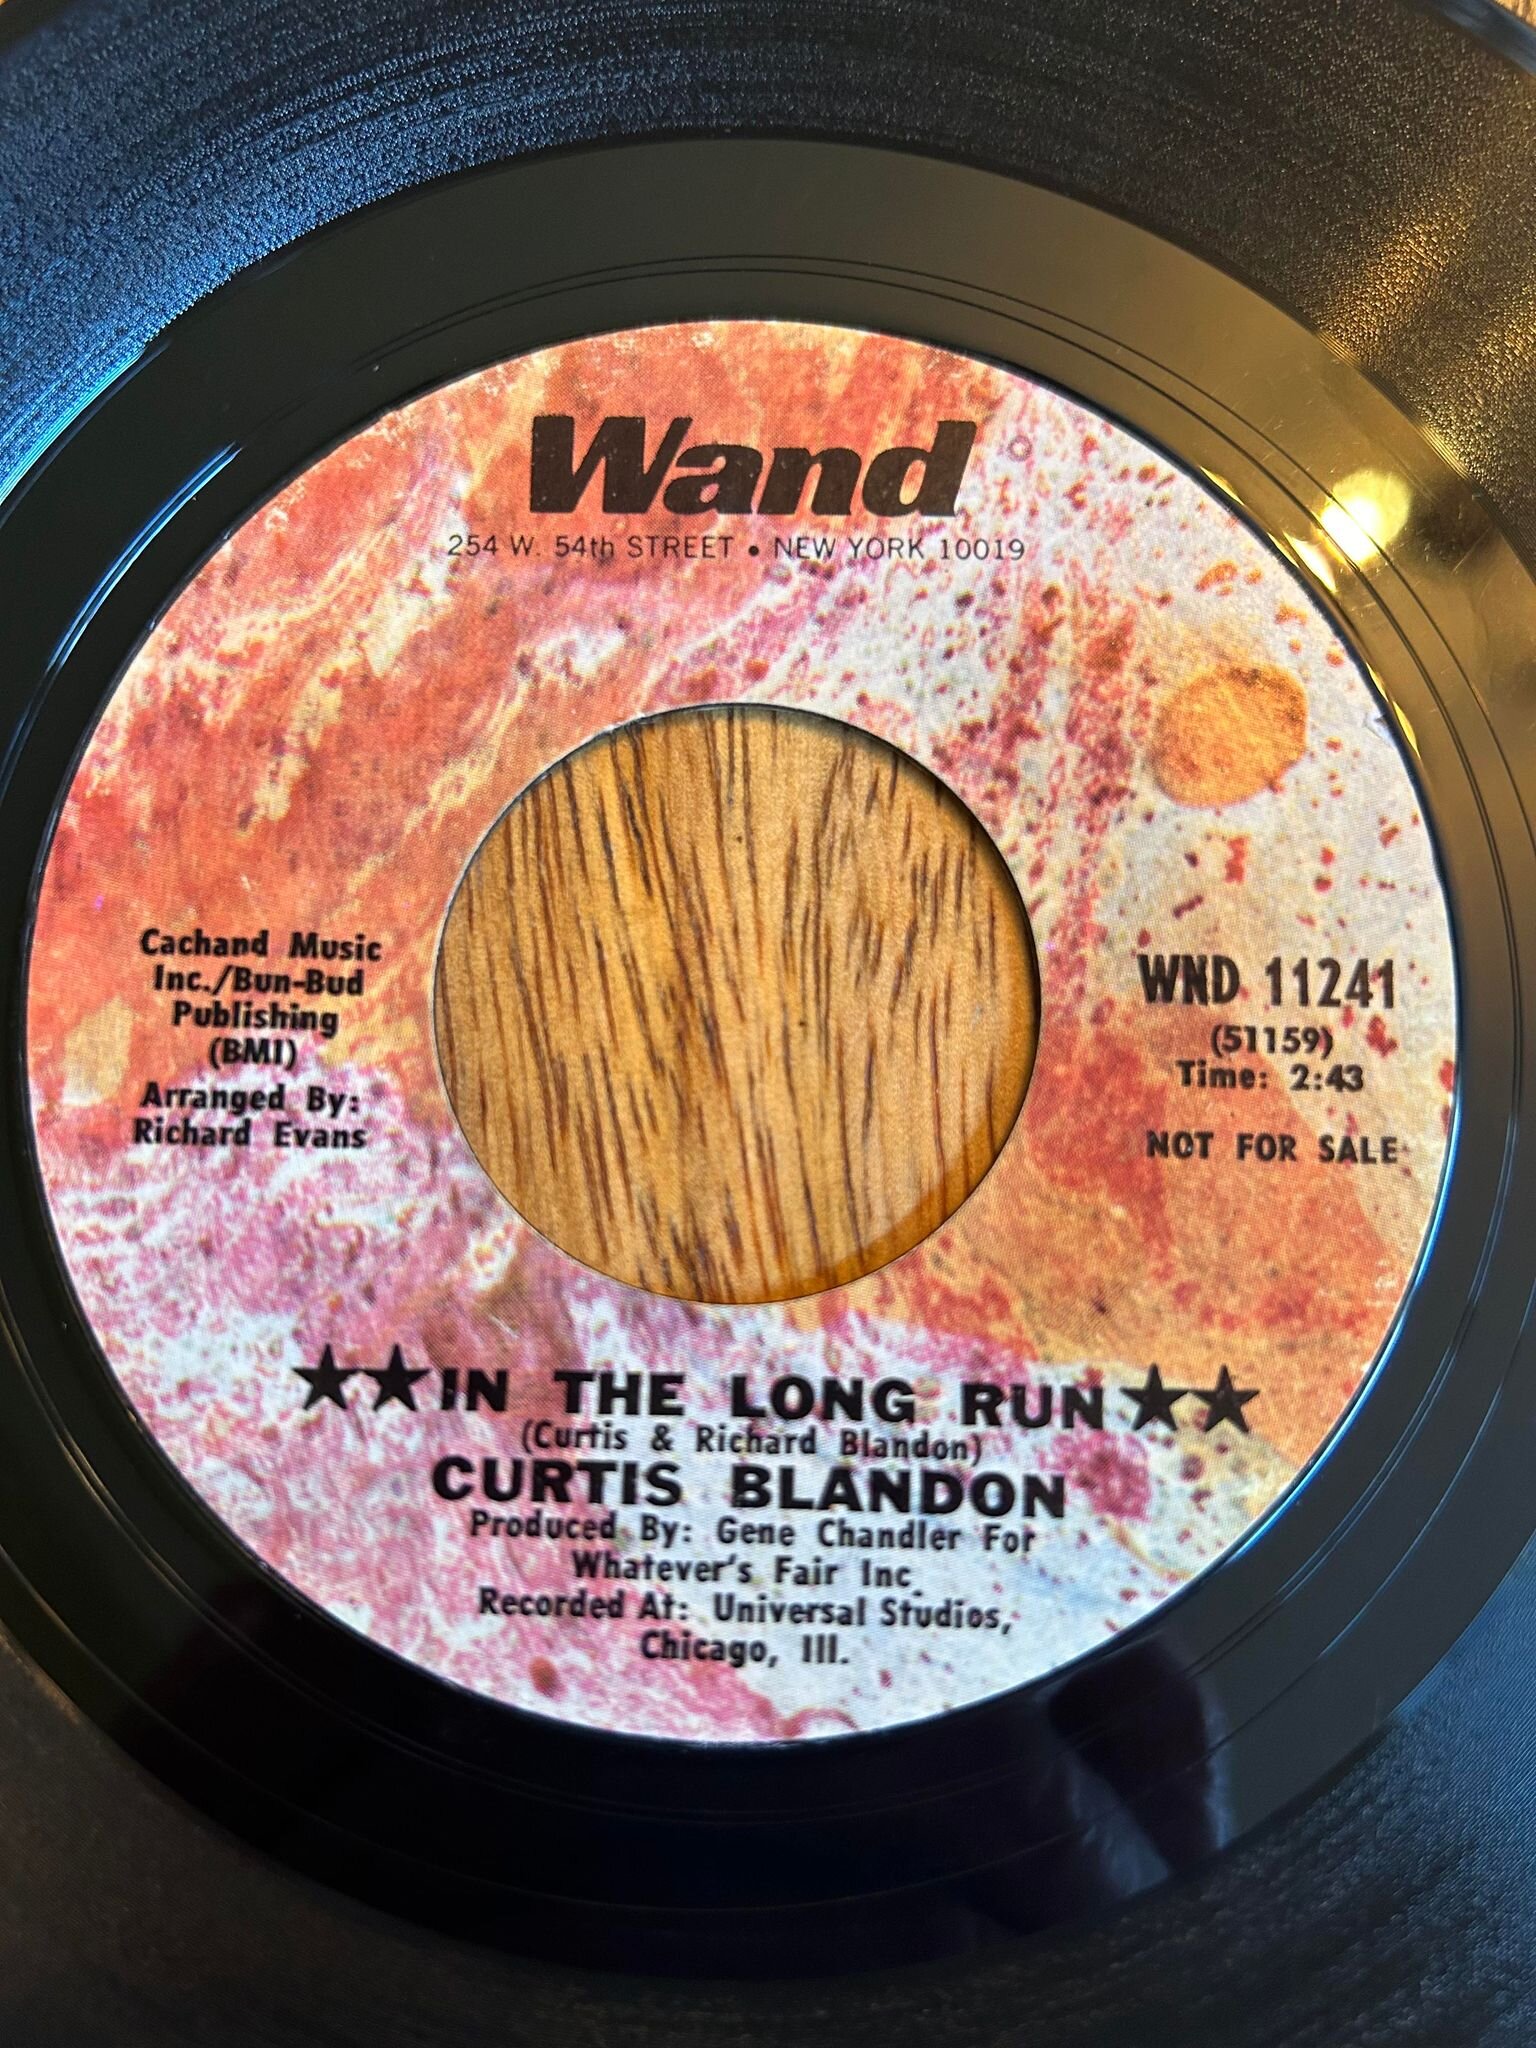 Wand
254 W. 54th STREET • NEW YORK 10019
Cachand Music
Inc./Bun-Bud
Publishing
(BMI)
Arranged By:
Richard Evans
WND 11241
(51159)
Time: 2:43
NOT FOR SALE
★★IN THE LONG RUN★★
(Curtis & Richard Blandon)
CURTIS BLANDON
Produced By: Gene Chandler For
Whatever's Fair Inc.
Recorded At: Universal Studios,
Chicago, Ill.